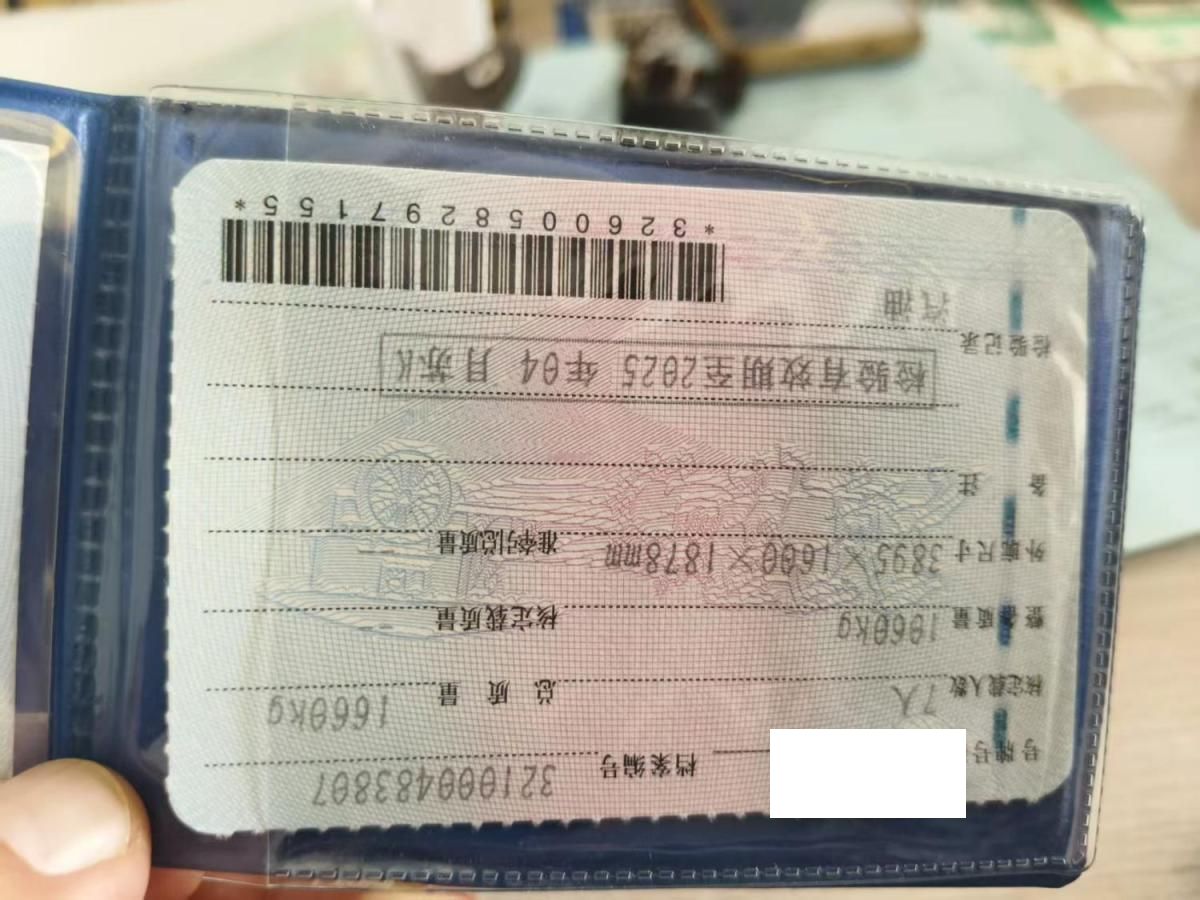 号牌号码 档案编号 321000483807
核定载人数 7人 总质量 1660kg
整备质量 1060kg 核定载质量
外廓尺寸 3895×1600×1878mm 准牵引总质量
备注
检验有效期至2025年04月苏K
检验记录
汽油
*3260058297155*